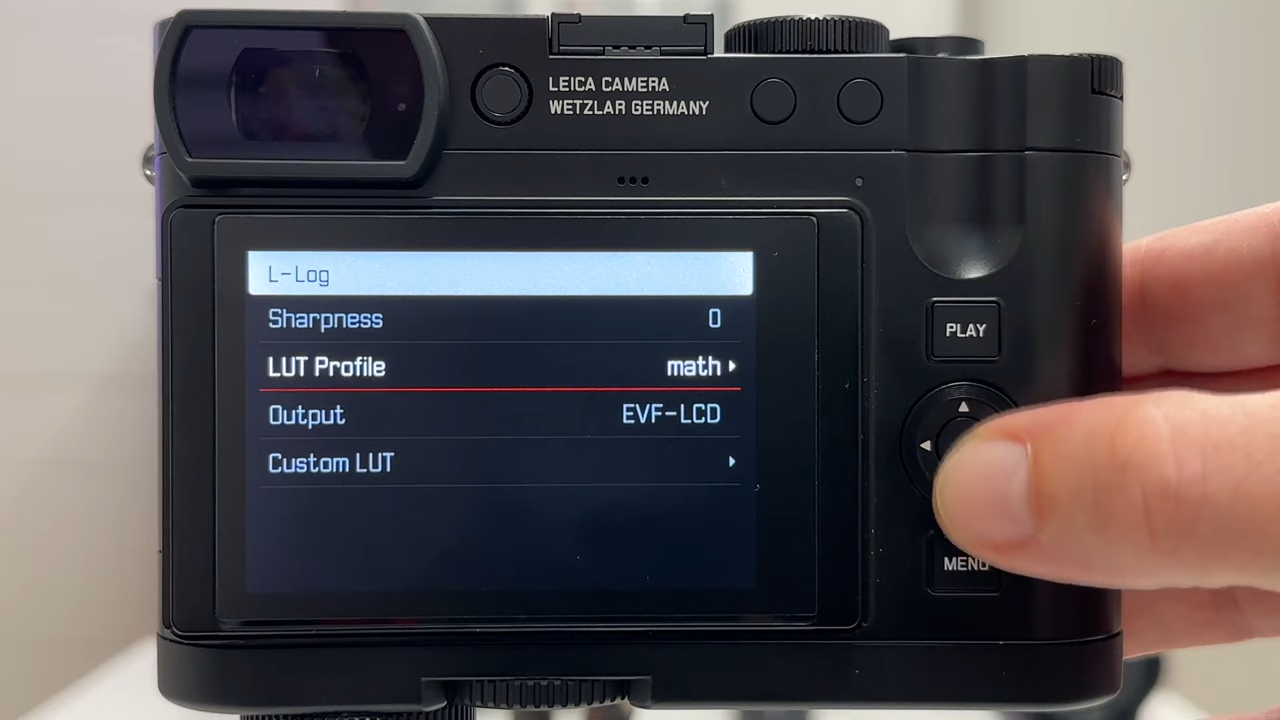 LEICA CAMERA
WETZLAR GERMANY
L-Log
Sharpness 0
LUT Profile math
Output EVF-LCD
Custom LUT
PLAY
MENU